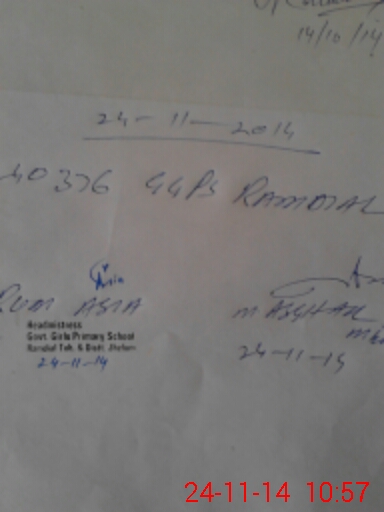 14/10/14
24-11-2014
40376 GGPS RAMDIAL
Asia
RUM ASIA
M ASGHAR
Headmistress
Govt. Girls Primary School
Ramdial Teh. & Distt. Jhelum
24-11-14
24-11-14
24-11-14 10:57